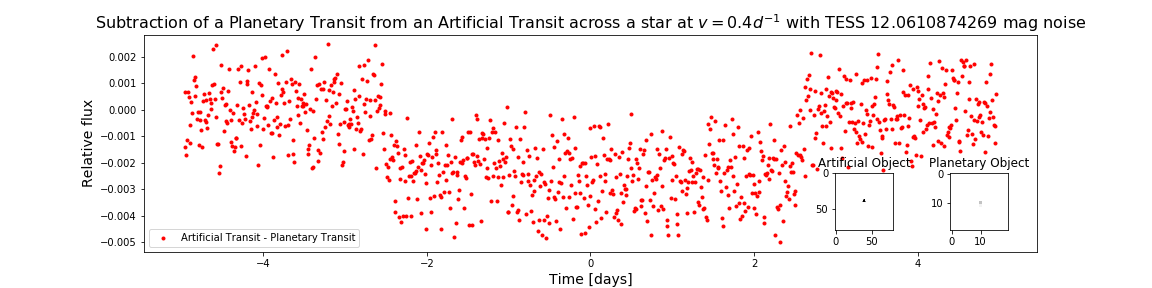 Subtraction of a Planetary Transit from an Artificial Transit across a star at v = 0.4d⁻¹ with TESS 12.0610874269 mag noise
Relative flux
0.002
0.001
0.000
−0.001
−0.002
−0.003
−0.004
−0.005
Artificial Transit - Planetary Transit
Artificial Object
0
50
0 50
Planetary Object
0
10
0 10
−4 −2 0 2 4
Time [days]